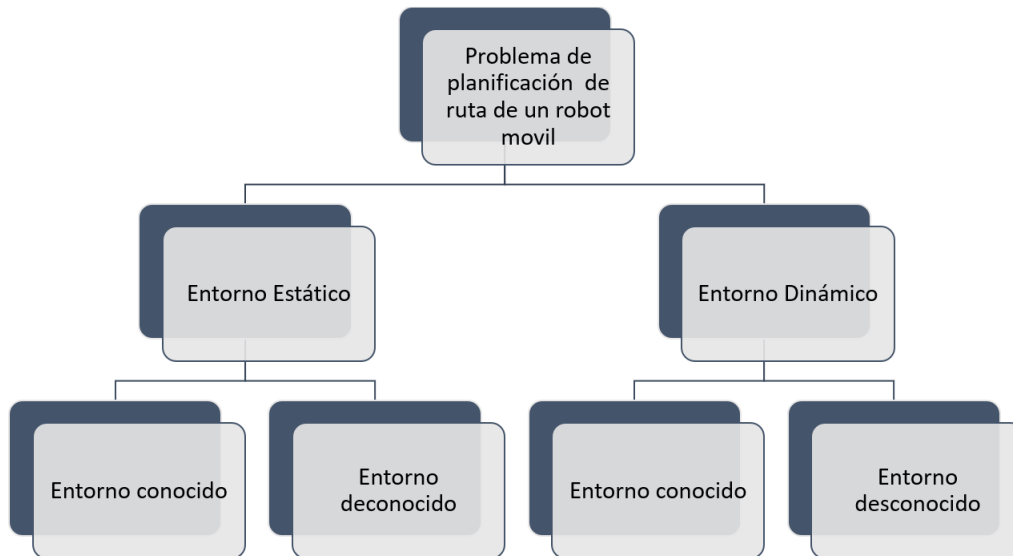 Problema de
planificación de
ruta de un robot
movil
Entorno Estático
Entorno Dinámico
Entorno conocido
Entorno
deconocido
Entorno conocido
Entorno
desconocido